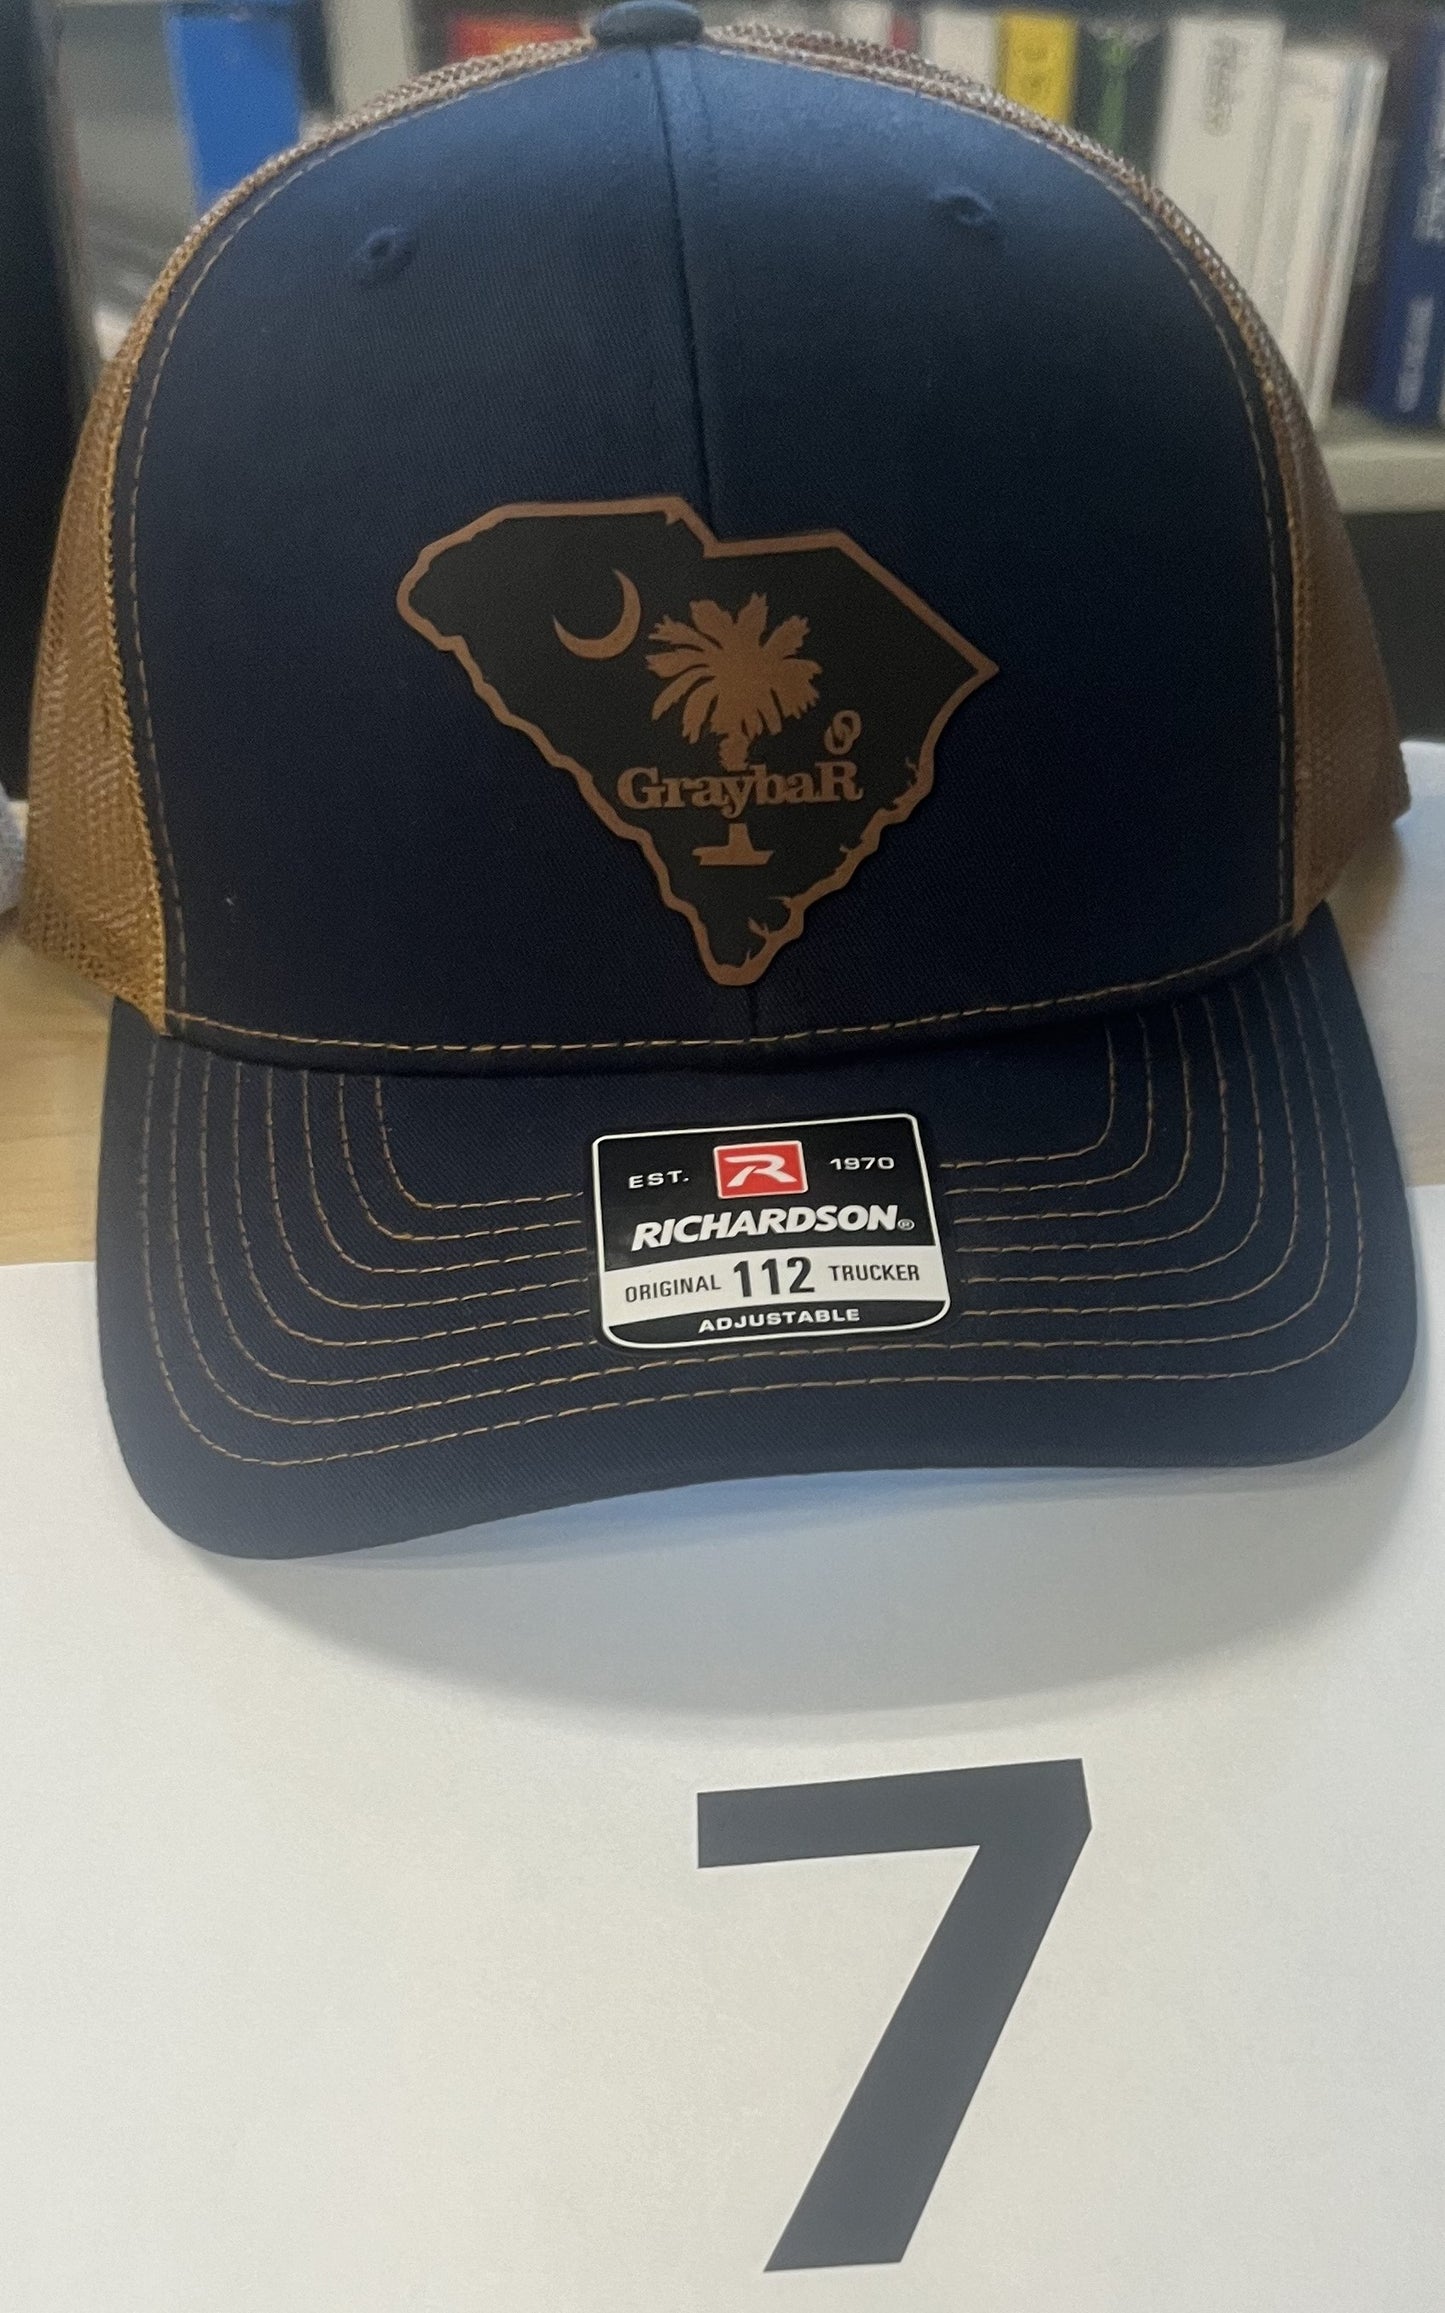 GraybaR
EST. R 1970
RICHARDSON®
ORIGINAL 112 TRUCKER
ADJUSTABLE
7